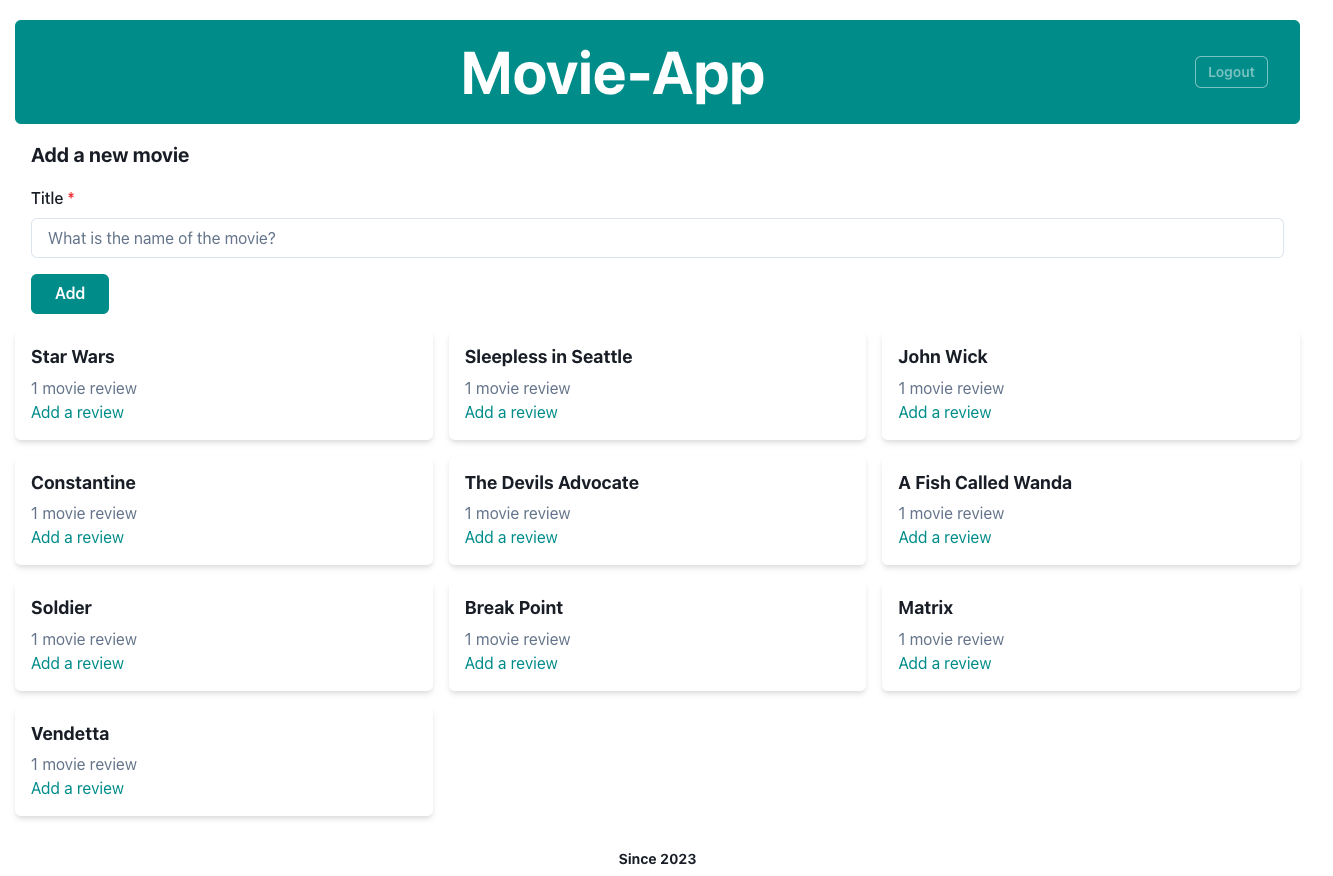 Movie-App
Logout
Add a new movie
Title *
What is the name of the movie?
Add
Star Wars
1 movie review
Add a review
Sleepless in Seattle
1 movie review
Add a review
John Wick
1 movie review
Add a review
Constantine
1 movie review
Add a review
The Devils Advocate
1 movie review
Add a review
A Fish Called Wanda
1 movie review
Add a review
Soldier
1 movie review
Add a review
Break Point
1 movie review
Add a review
Matrix
1 movie review
Add a review
Vendetta
1 movie review
Add a review
Since 2023